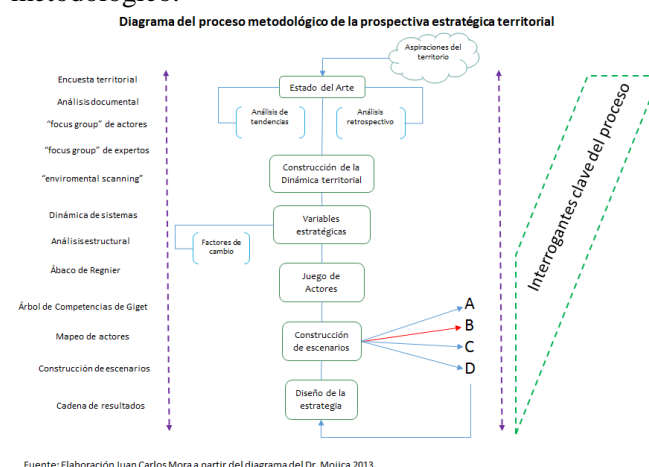 metodológico.
Diagrama del proceso metodológico de la prospectiva estratégica territorial
Aspiraciones del
territorio
Encuesta territorial
Análisis documental
"focus group" de actores
"focus group" de expertos
"enviromental scanning"
Dinámica de sistemas
Análisis estructural
Ábaco de Regnier
Árbol de Competencias de Giget
Mapeo de actores
Construcción de escenarios
Cadena de resultados
Estado del Arte
Análisis de
tendencias
Análisis
retrospectivo
Construcción de la
Dinámica territorial
Variables
estratégicas
Factores de
cambio
Juego de
Actores
Construcción
de escenarios
A
B
C
D
Diseño de la
estrategia
Interrogantes clave del proceso
Fuente: Elaboración Juan Carlos Mora a partir del diagrama del Dr. Mojica 2013.